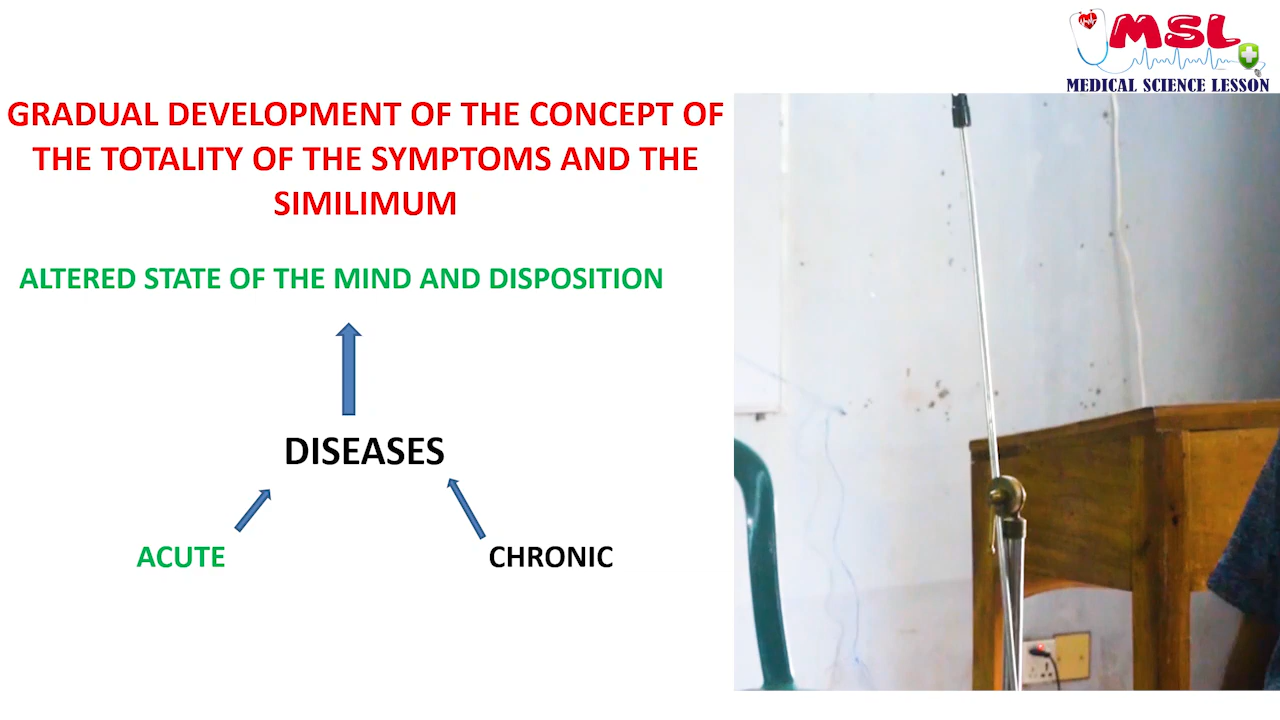 MSL
MEDICAL SCIENCE LESSON
GRADUAL DEVELOPMENT OF THE CONCEPT OF
THE TOTALITY OF THE SYMPTOMS AND THE
SIMILIMUM
ALTERED STATE OF THE MIND AND DISPOSITION
DISEASES
ACUTE
CHRONIC